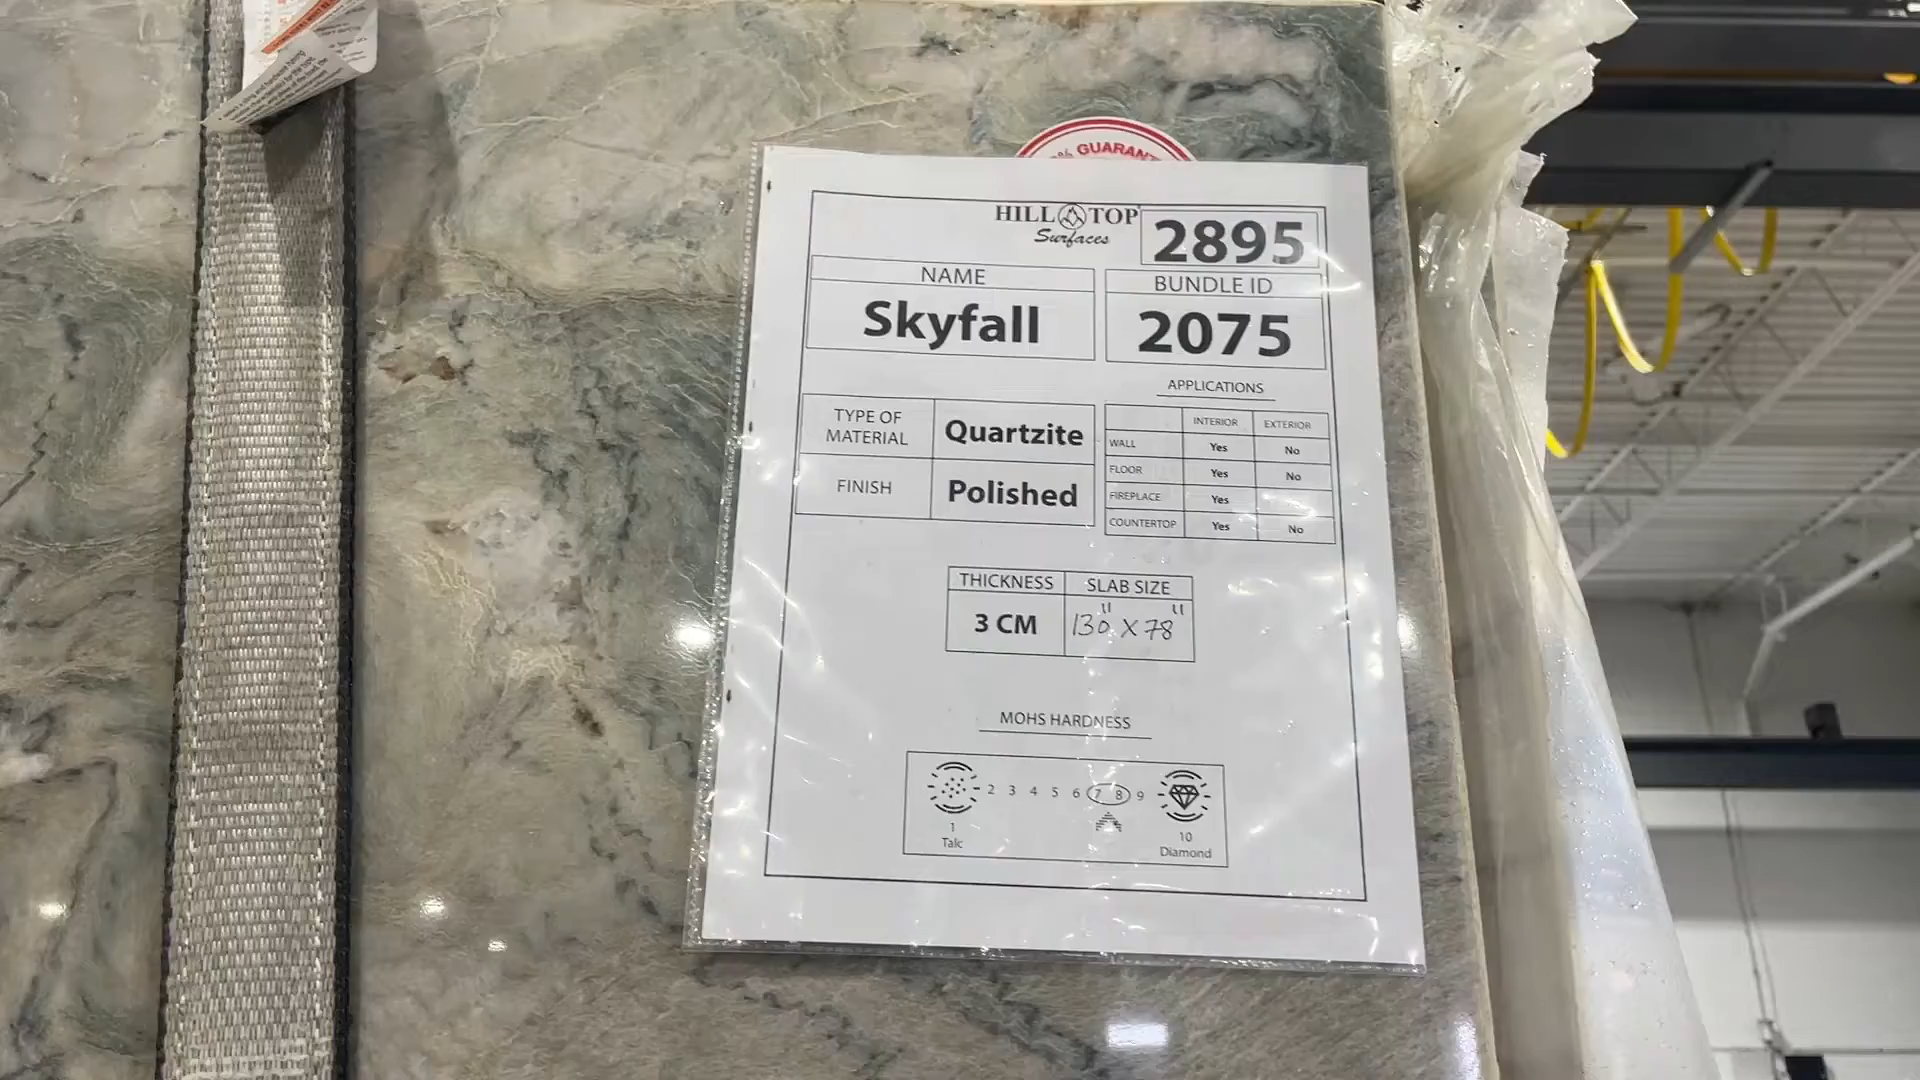 % GUARANT
HILL TOP
Surfaces
2895
NAME
Skyfall
BUNDLE ID
2075
TYPE OF
MATERIAL
Quartzite
FINISH
Polished
APPLICATIONS
INTERIOR EXTERIOR
WALL Yes No
FLOOR Yes No
FIREPLACE Yes
COUNTERTOP Yes No
THICKNESS SLAB SIZE
3 CM 130" X 78"
MOHS HARDNESS
2 3 4 5 6 7 8 9
1
Talc
10
Diamond